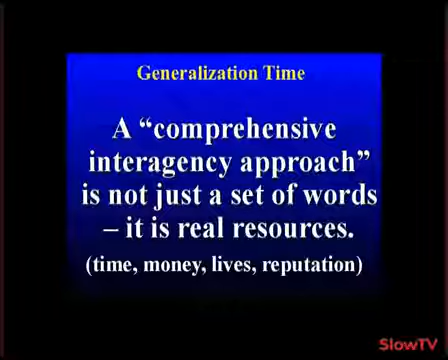 Generalization Time
A “comprehensive
interagency approach”
is not just a set of words
– it is real resources.
(time, money, lives, reputation)
SlowTV